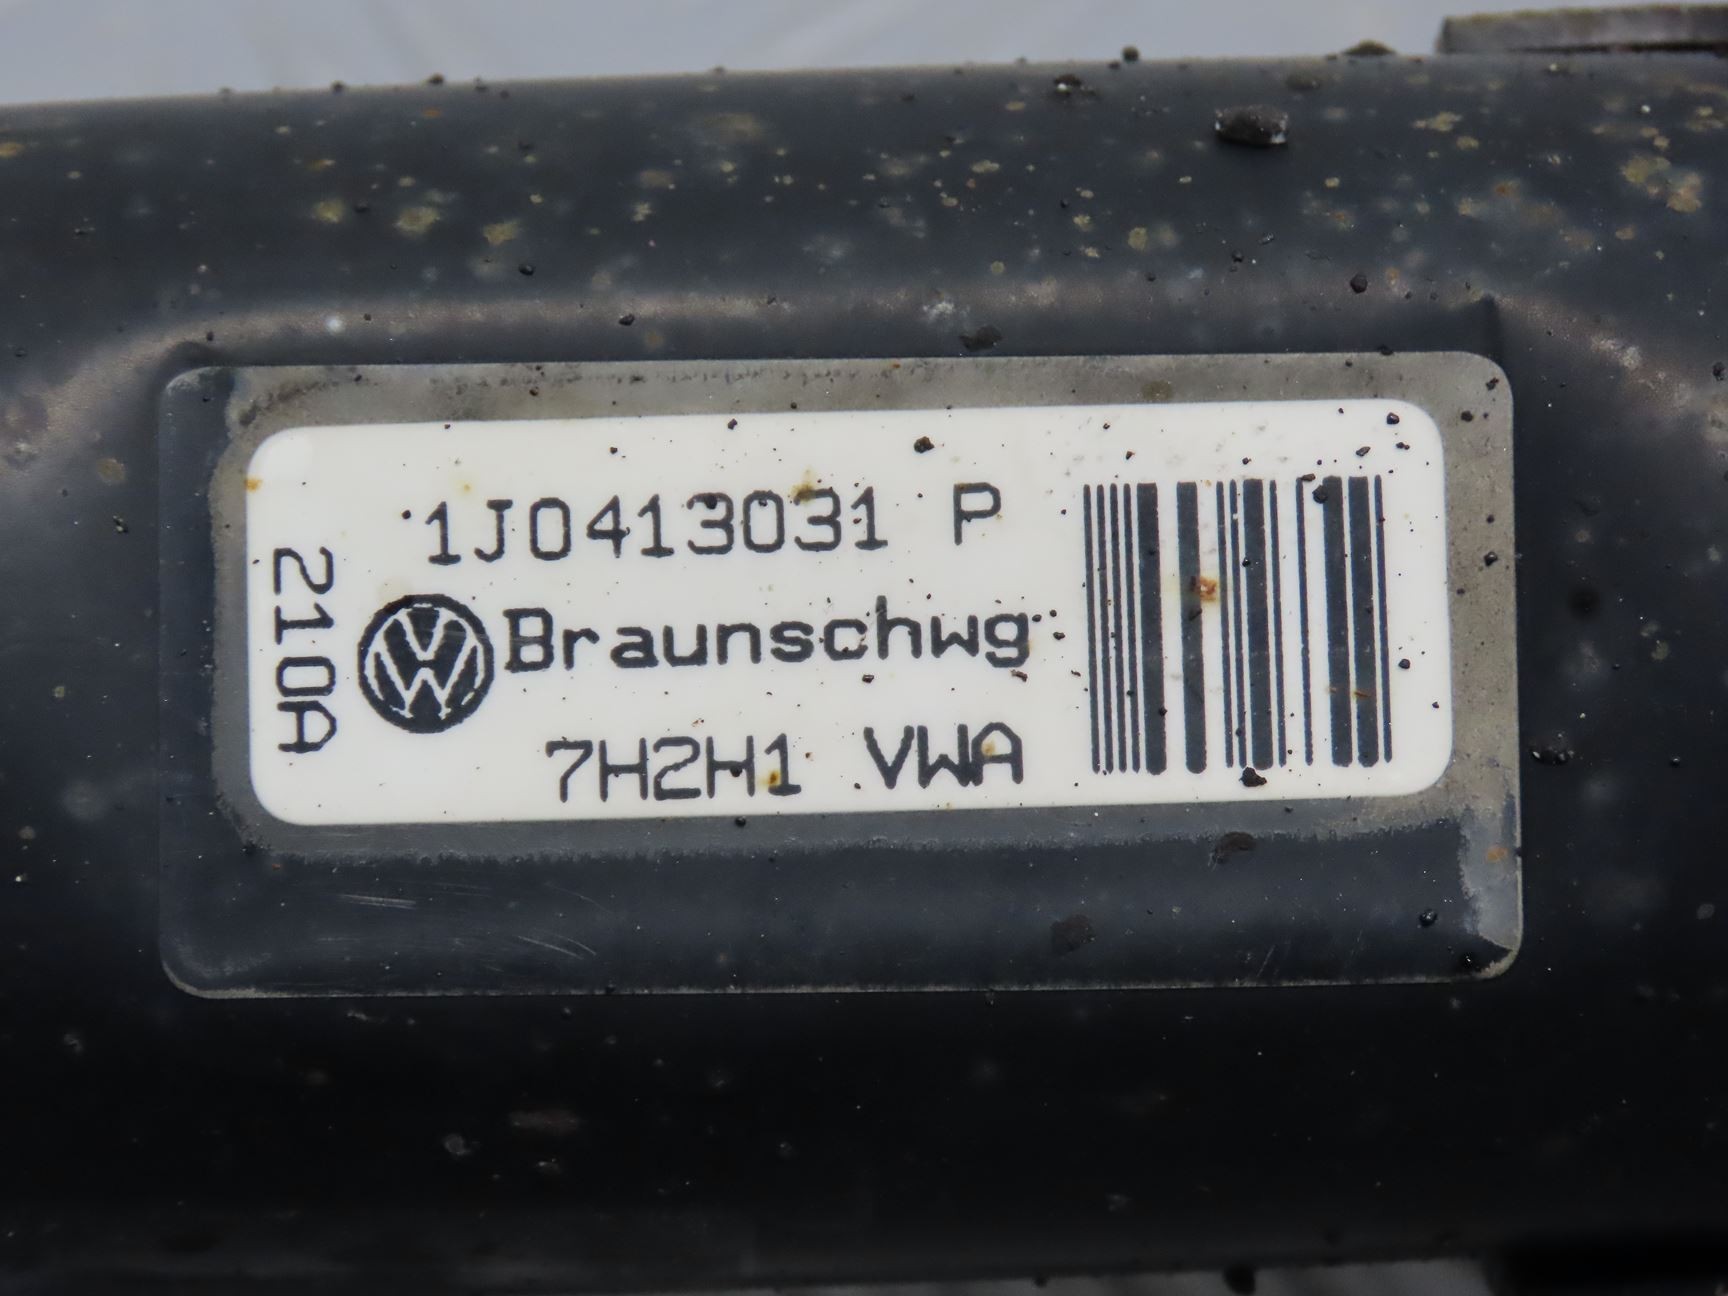 1J0413031 P
210A
Braunschwg
7H2H1 VWA